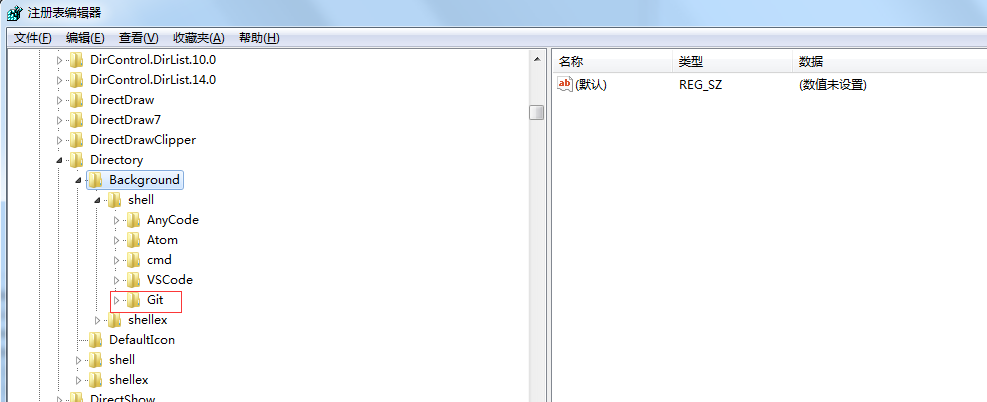 注册表编辑器
文件(F) 编辑(E) 查看(V) 收藏夹(A) 帮助(H)
DirControl.DirList.10.0
DirControl.DirList.14.0
DirectDraw
DirectDraw7
DirectDrawClipper
Directory
Background
shell
AnyCode
Atom
cmd
VSCode
Git
shellex
DefaultIcon
shell
shellex
DirectShow
名称 类型 数据
ab (默认) REG_SZ (数值未设置)